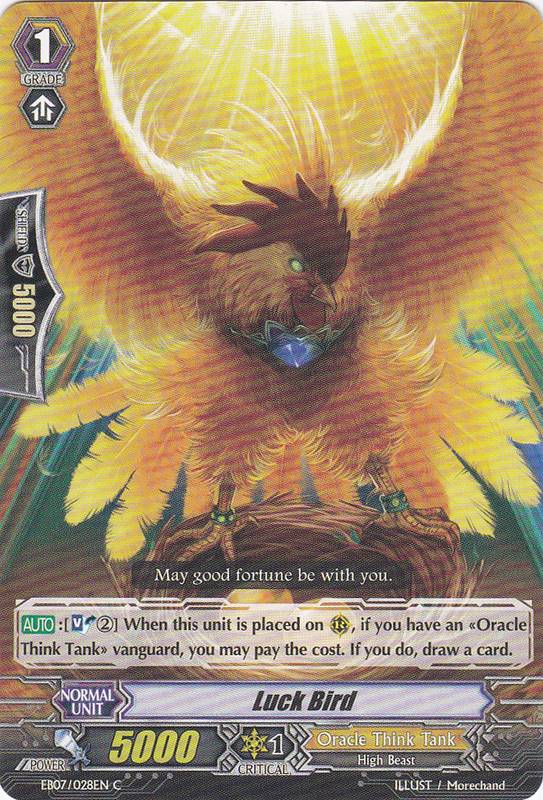 1
GRADE
SHIELD
5000
May good fortune be with you.
AUTO:[V②] When this unit is placed on R, if you have an «Oracle
Think Tank» vanguard, you may pay the cost. If you do, draw a card.
NORMAL
UNIT
Luck Bird
POWER
5000
1
CRITICAL
Oracle Think Tank
High Beast
EB07/028EN C
ILLUST / Morechand